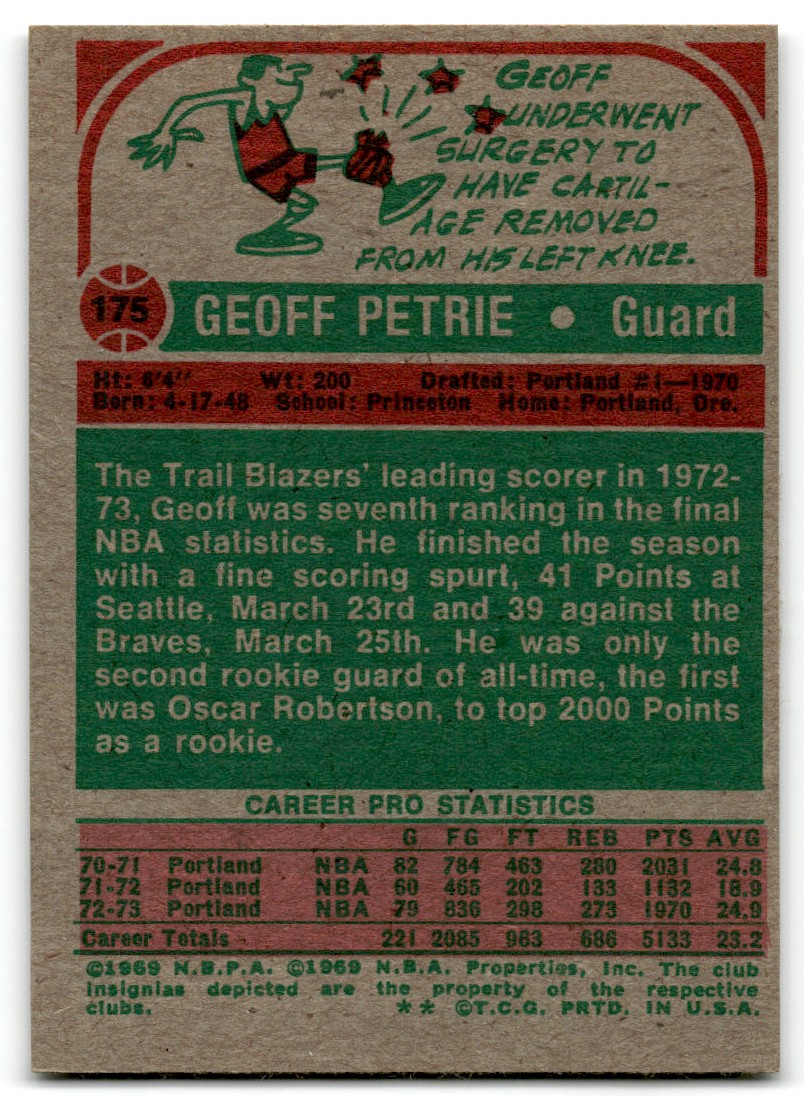 GEOFF
UNDERWENT
SURGERY TO
HAVE CARTIL-
AGE REMOVED
FROM HIS LEFT KNEE.
175 GEOFF PETRIE • Guard
Ht: 6'4" Wt: 200 Drafted: Portland #1—1970
Born: 4-17-48 School: Princeton Home: Portland, Ore.
The Trail Blazers' leading scorer in 1972-
73, Geoff was seventh ranking in the final
NBA statistics. He finished the season
with a fine scoring spurt, 41 Points at
Seattle, March 23rd and 39 against the
Braves, March 25th. He was only the
second rookie guard of all-time, the first
was Oscar Robertson, to top 2000 Points
as a rookie.
CAREER PRO STATISTICS
G FG FT REB PTS AVG
70-71 Portland NBA 82 784 463 280 2031 24.8
71-72 Portland NBA 60 465 202 133 1132 18.9
72-73 Portland NBA 79 836 298 273 1970 24.9
Career Totals 221 2085 963 686 5133 23.2
©1969 N.B.P.A. ©1969 N.B.A. Properties, Inc. The club
insignias depicted are the property of the respective
clubs. ** ©T.C.G. PRTD. IN U.S.A.